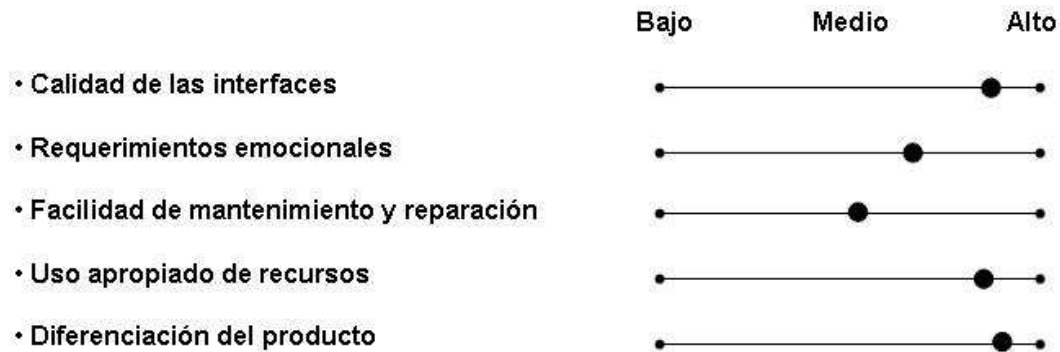 Bajo Medio Alto
• Calidad de las interfaces
• Requerimientos emocionales
• Facilidad de mantenimiento y reparación
• Uso apropiado de recursos
• Diferenciación del producto